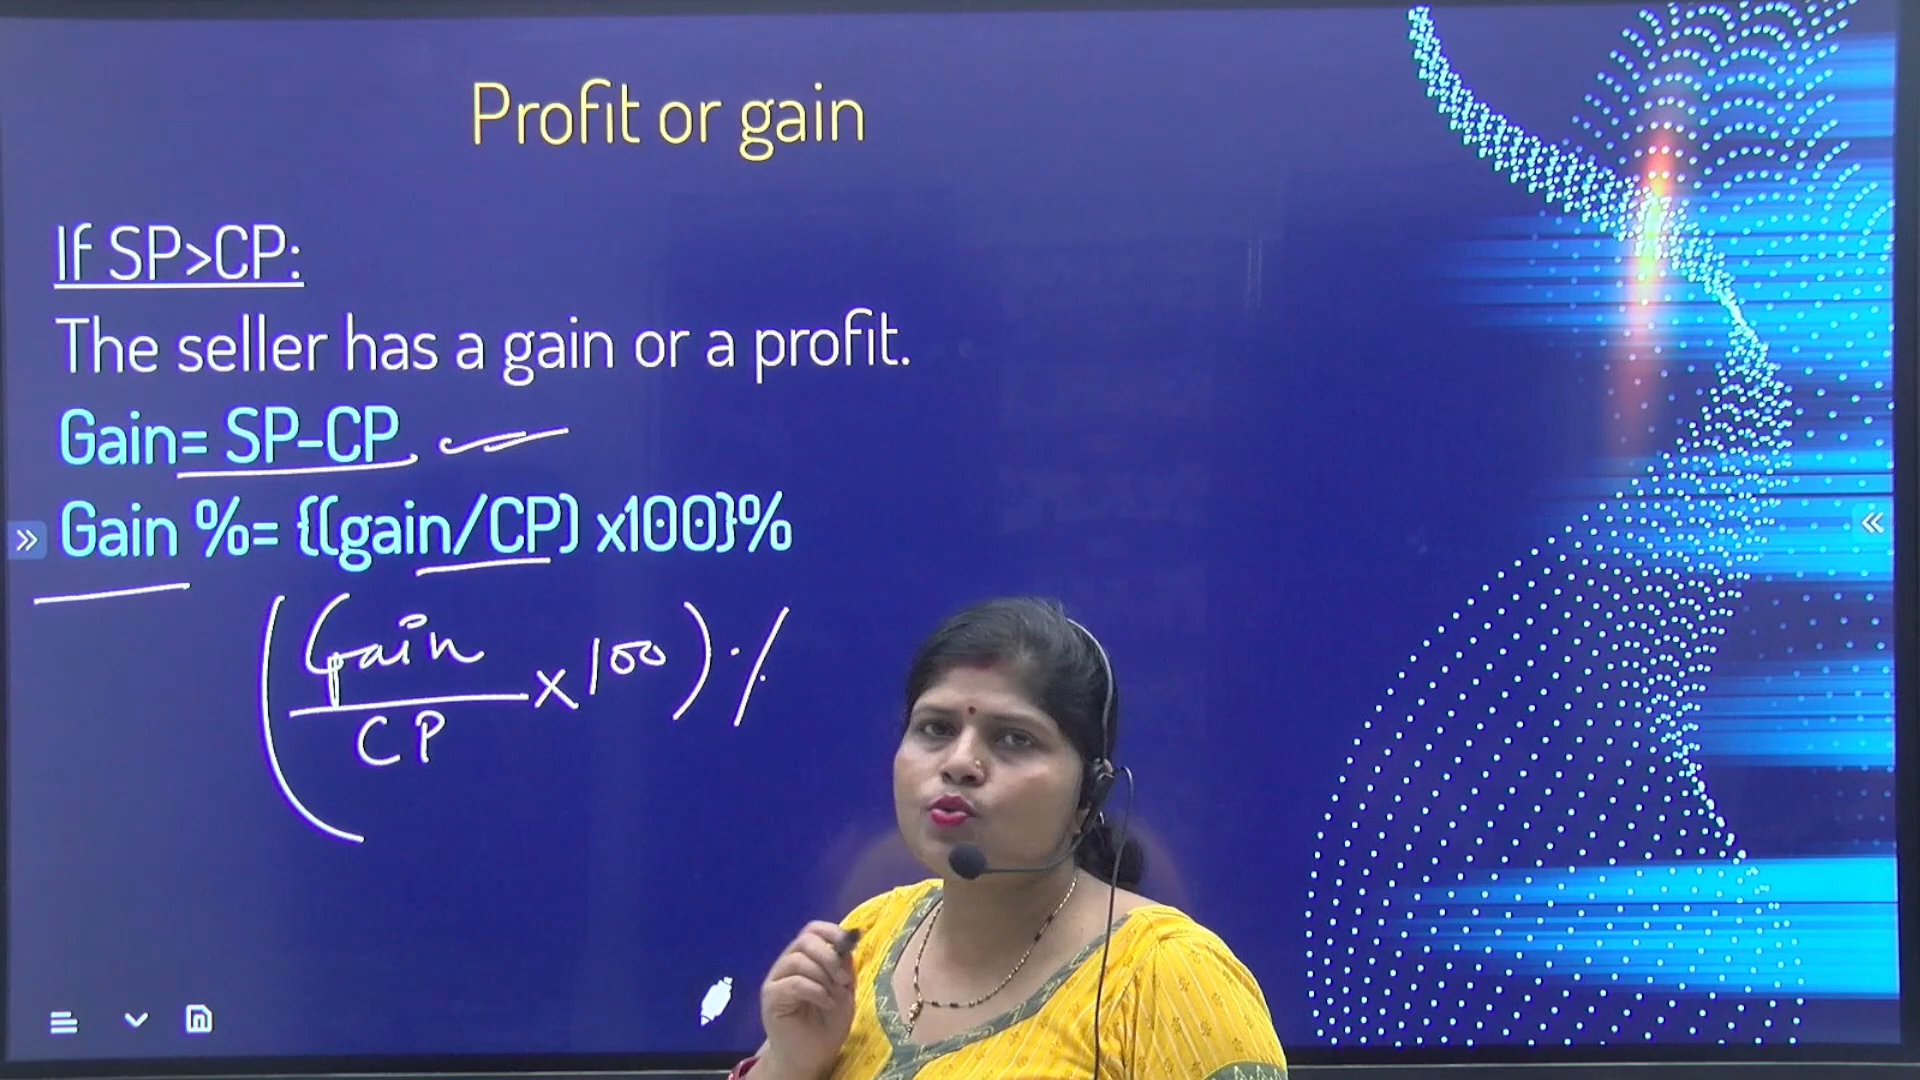 Profit or gain
If SP>CP:
The seller has a gain or a profit.
Gain= SP-CP
Gain %= {(gain/CP) x100}%
(Gain/CP × 100) %